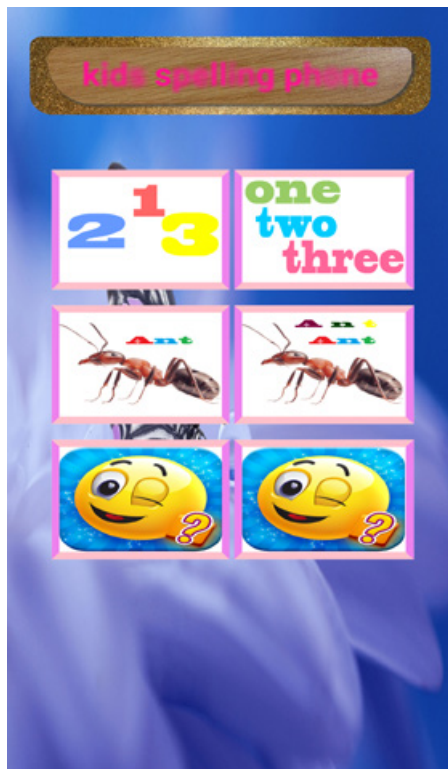 kids spelling phone
1
2 3
one
two
three
Ant
A n t
Ant
?
?